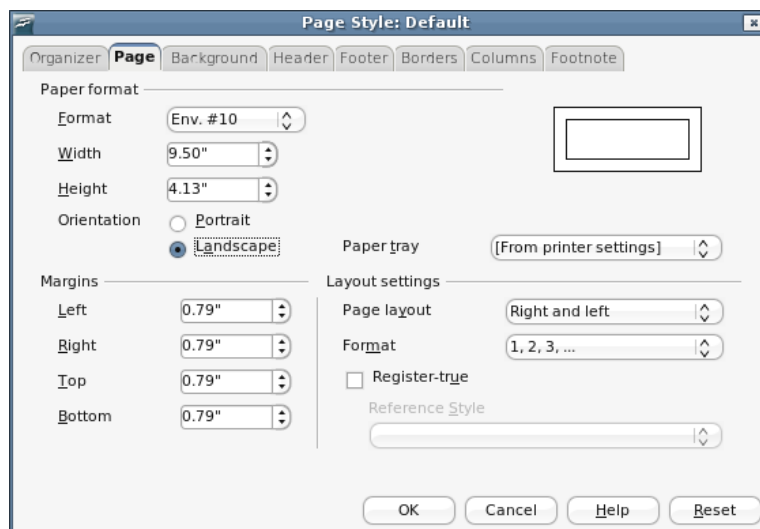 Page Style: Default
Organizer Page Background Header Footer Borders Columns Footnote
Paper format
Format Env. #10
Width 9.50"
Height 4.13"
Orientation Portrait
Landscape Paper tray [From printer settings]
Margins Layout settings
Left 0.79" Page layout Right and left
Right 0.79" Format 1, 2, 3, ...
Top 0.79" Register-true
Bottom 0.79" Reference Style
OK Cancel Help Reset